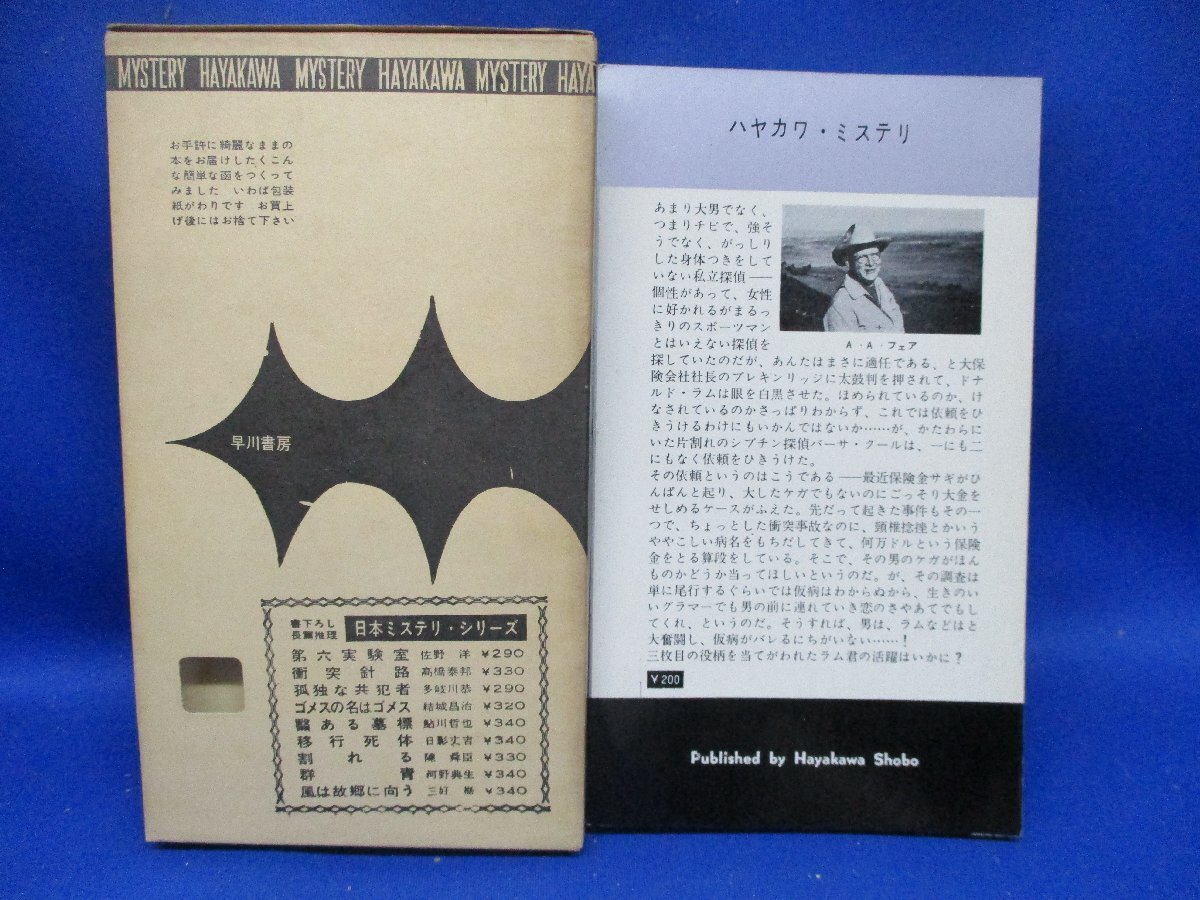 MYSTERY HAYAKAWA MYSTERY HAYAKAWA MYSTERY HAYA
お手許に綺麗なままの
本をお届けしたくこん
な簡単な函をつくって
みました　いわば包装
紙がわりです　お買上
げ後にはお捨て下さい
早川書房
書下ろし
長篇推理
日本ミステリ・シリーズ
第六実験室 佐野 洋 ¥290
衝突針路 高橋泰邦 ¥330
孤独な共犯者 多岐川恭 ¥290
ゴメスの名はゴメス 結城昌治 ¥320
翳ある墓標 鮎川哲也 ¥340
移行死体 日影丈吉 ¥340
割れる 陳 舜臣 ¥330
群青 河野典生 ¥340
風は故郷に向う 三好 徹 ¥340
ハヤカワ・ミステリ
あまり大男でなく、
つまりチビで、強そ
うでなく、がっしり
した身体つきをして
いない私立探偵――
個性があって、女性
に好かれるがまるっ
きりのスポーツマン
とはいえない探偵を
A・A・フェア
探していたのだが、あんたはまさに適任である、と大保
険会社社長のブレキンリッジに太鼓判を押されて、ドナ
ルド・ラムは眼を白黒させた。ほめられているのか、け
なされているのかさっぱりわからず、これでは依頼をひ
きうけるわけにもいかんではないか……が、かたわらに
いた片割れのシブチン探偵バーサ・クールは、一にも二
にもなく依頼をひきうけた。
その依頼というのはこうである――最近保険金サギがひ
んぱんと起り、大したケガでもないのにごっそり大金を
せしめるケースがふえた。先だって起きた事件もその一
つで、ちょっとした衝突事故なのに、頸椎捻挫とかいう
ややこしい病名をもちだしてきて、何万ドルという保険
金をとる算段をしている。そこで、その男のケガがほん
ものかどうか当ってほしいというのだ。が、その調査は
単に尾行するぐらいでは仮病はわからぬから、生きのい
いグラマーでも男の前に連れていき恋のさやあてでもし
てくれ、というのだ。そうすれば、男は、ラムなどはと
大奮闘し、仮病がバレるにちがいない……！
三枚目の役柄を当てがわれたラム君の活躍はいかに？
¥200
Published by Hayakawa Shobo